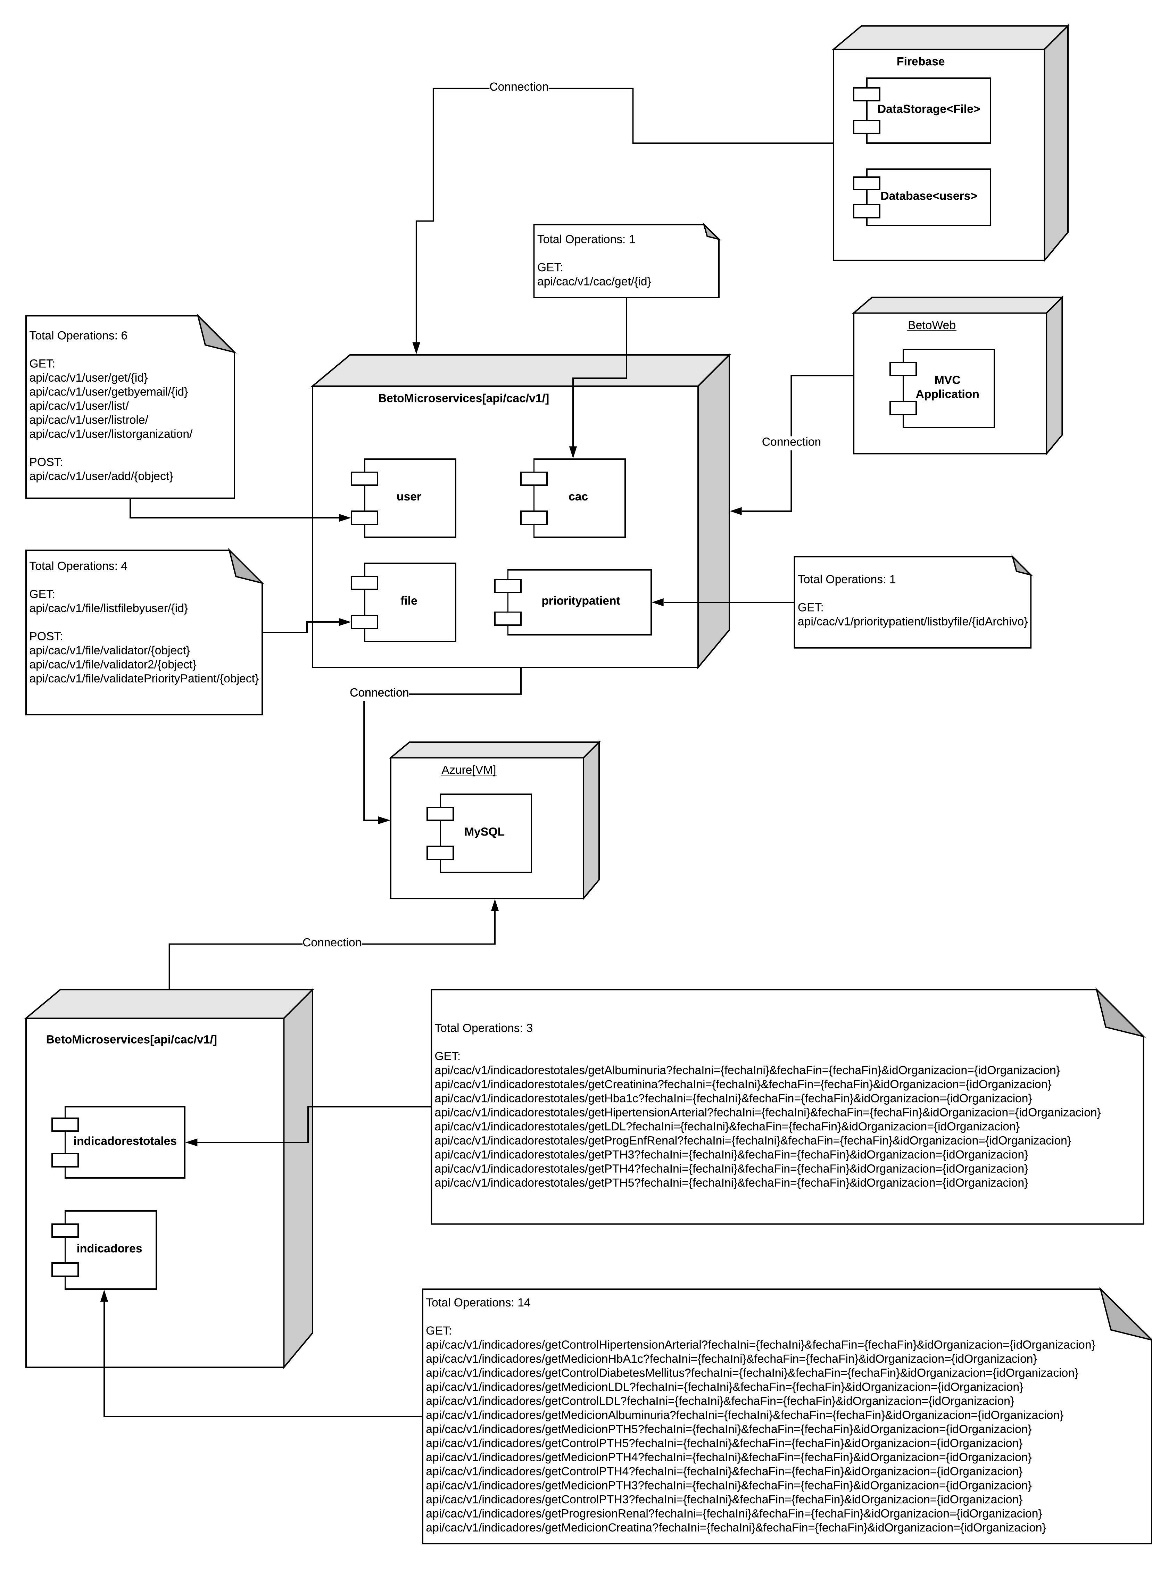 Firebase
DataStorage<File>
Database<users>
Connection
Total Operations: 1
GET:
api/cac/v1/cac/get/{id}
BetoWeb
MVC
Application
Connection
Total Operations: 6
GET:
api/cac/v1/user/get/{id}
api/cac/v1/user/getbyemail/{id}
api/cac/v1/user/list/
api/cac/v1/user/listrole/
api/cac/v1/user/listorganization/
POST:
api/cac/v1/user/add/{object}
BetoMicroservices[api/cac/v1/]
user
cac
file
prioritypatient
Total Operations: 4
GET:
api/cac/v1/file/listfilebyuser/{id}
POST:
api/cac/v1/file/validator/{object}
api/cac/v1/file/validator2/{object}
api/cac/v1/file/validatePriorityPatient/{object}
Total Operations: 1
GET:
api/cac/v1/prioritypatient/listbyfile/{idArchivo}
Connection
Azure[VM]
MySQL
Connection
BetoMicroservices[api/cac/v1/]
indicadorestotales
indicadores
Total Operations: 3
GET:
api/cac/v1/indicadorestotales/getAlbuminuria?fechaIni={fechaIni}&fechaFin={fechaFin}&idOrganizacion={idOrganizacion}
api/cac/v1/indicadorestotales/getCreatinina?fechaIni={fechaIni}&fechaFin={fechaFin}&idOrganizacion={idOrganizacion}
api/cac/v1/indicadorestotales/getHba1c?fechaIni={fechaIni}&fechaFin={fechaFin}&idOrganizacion={idOrganizacion}
api/cac/v1/indicadorestotales/getHipertensionArterial?fechaIni={fechaIni}&fechaFin={fechaFin}&idOrganizacion={idOrganizacion}
api/cac/v1/indicadorestotales/getLDL?fechaIni={fechaIni}&fechaFin={fechaFin}&idOrganizacion={idOrganizacion}
api/cac/v1/indicadorestotales/getProgEnfRenal?fechaIni={fechaIni}&fechaFin={fechaFin}&idOrganizacion={idOrganizacion}
api/cac/v1/indicadorestotales/getPTH3?fechaIni={fechaIni}&fechaFin={fechaFin}&idOrganizacion={idOrganizacion}
api/cac/v1/indicadorestotales/getPTH4?fechaIni={fechaIni}&fechaFin={fechaFin}&idOrganizacion={idOrganizacion}
api/cac/v1/indicadorestotales/getPTH5?fechaIni={fechaIni}&fechaFin={fechaFin}&idOrganizacion={idOrganizacion}
Total Operations: 14
GET:
api/cac/v1/indicadores/getControlHipertensionArterial?fechaIni={fechaIni}&fechaFin={fechaFin}&idOrganizacion={idOrganizacion}
api/cac/v1/indicadores/getMedicionHbA1c?fechaIni={fechaIni}&fechaFin={fechaFin}&idOrganizacion={idOrganizacion}
api/cac/v1/indicadores/getControlDiabetesMellitus?fechaIni={fechaIni}&fechaFin={fechaFin}&idOrganizacion={idOrganizacion}
api/cac/v1/indicadores/getMedicionLDL?fechaIni={fechaIni}&fechaFin={fechaFin}&idOrganizacion={idOrganizacion}
api/cac/v1/indicadores/getControlLDL?fechaIni={fechaIni}&fechaFin={fechaFin}&idOrganizacion={idOrganizacion}
api/cac/v1/indicadores/getMedicionAlbuminuria?fechaIni={fechaIni}&fechaFin={fechaFin}&idOrganizacion={idOrganizacion}
api/cac/v1/indicadores/getMedicionPTH5?fechaIni={fechaIni}&fechaFin={fechaFin}&idOrganizacion={idOrganizacion}
api/cac/v1/indicadores/getControlPTH5?fechaIni={fechaIni}&fechaFin={fechaFin}&idOrganizacion={idOrganizacion}
api/cac/v1/indicadores/getMedicionPTH4?fechaIni={fechaIni}&fechaFin={fechaFin}&idOrganizacion={idOrganizacion}
api/cac/v1/indicadores/getControlPTH4?fechaIni={fechaIni}&fechaFin={fechaFin}&idOrganizacion={idOrganizacion}
api/cac/v1/indicadores/getMedicionPTH3?fechaIni={fechaIni}&fechaFin={fechaFin}&idOrganizacion={idOrganizacion}
api/cac/v1/indicadores/getControlPTH3?fechaIni={fechaIni}&fechaFin={fechaFin}&idOrganizacion={idOrganizacion}
api/cac/v1/indicadores/getProgresionRenal?fechaIni={fechaIni}&fechaFin={fechaFin}&idOrganizacion={idOrganizacion}
api/cac/v1/indicadores/getMedicionCreatina?fechaIni={fechaIni}&fechaFin={fechaFin}&idOrganizacion={idOrganizacion}